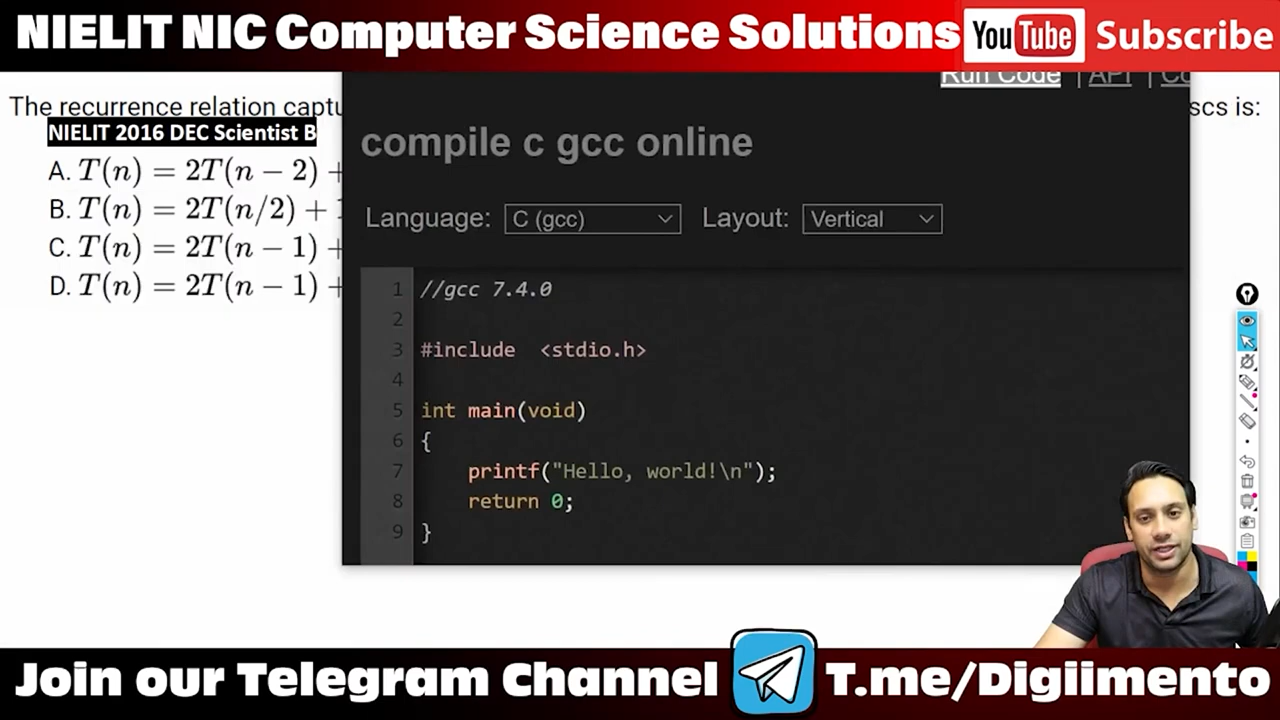 NIELIT NIC Computer Science Solutions
YouTube Subscribe
The recurrence relation
scs is:
NIELIT 2016 DEC Scientist B
A. T(n) = 2T(n − 2) +
B. T(n) = 2T(n/2) +
C. T(n) = 2T(n − 1) +
D. T(n) = 2T(n − 1) +
Run Code | API |
compile c gcc online
Language: C (gcc) Layout: Vertical
1 //gcc 7.4.0
2
3 #include <stdio.h>
4
5 int main(void)
6 {
7 printf("Hello, world!\n");
8 return 0;
9 }
Join our Telegram Channel T.me/Digiimento